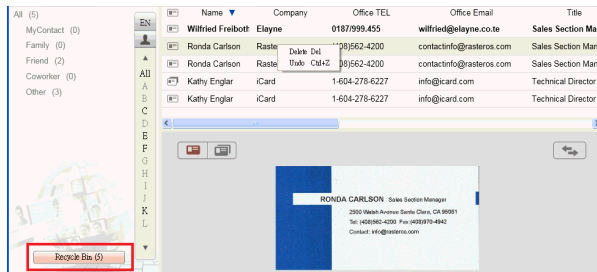 All (5)
MyContact (0)
Family (0)
Friend (2)
Coworker (0)
Other (3)
Recycle Bin (5)
EN
All
A
B
C
D
E
F
G
H
I
J
K
L
Name Company Office TEL Office Email Title
Wilfried Freiboth Elayne 0187/999.455 wilfried@elayne.co.te Sales Section Ma
Ronda Carlson Raste (408)562-4200 contactinfo@rasteros.com Sales Section Man
Delete Del
Undo Ctrl+Z
Ronda Carlson Raste 08)562-4200 contactinfo@rasteros.com Sales Section Man
Kathy Englar iCard 1-604-278-6227 info@icard.com Technical Director
Kathy Englar iCard 1-604-278-6227 info@icard.com Technical Director
RONDA CARLSON Sales Section Manager
2500 Walsh Avenue Santa Clara, CA 95051
Tel: (408)562-4200 Fax:(408)970-4942
Contact: info@rasteros.com